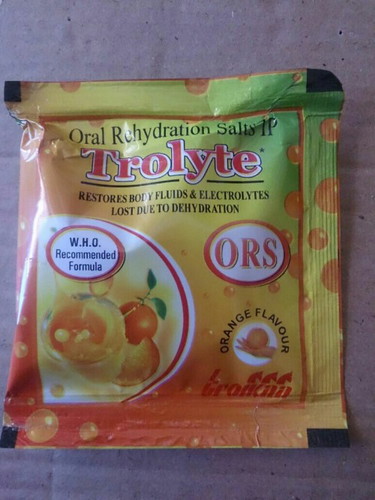 Oral Rehydration Salts IP
Trolyte
RESTORES BODY FLUIDS & ELECTROLYTES
LOST DUE TO DEHYDRATION
W.H.O.
Recommended
Formula
ORS
ORANGE FLAVOUR